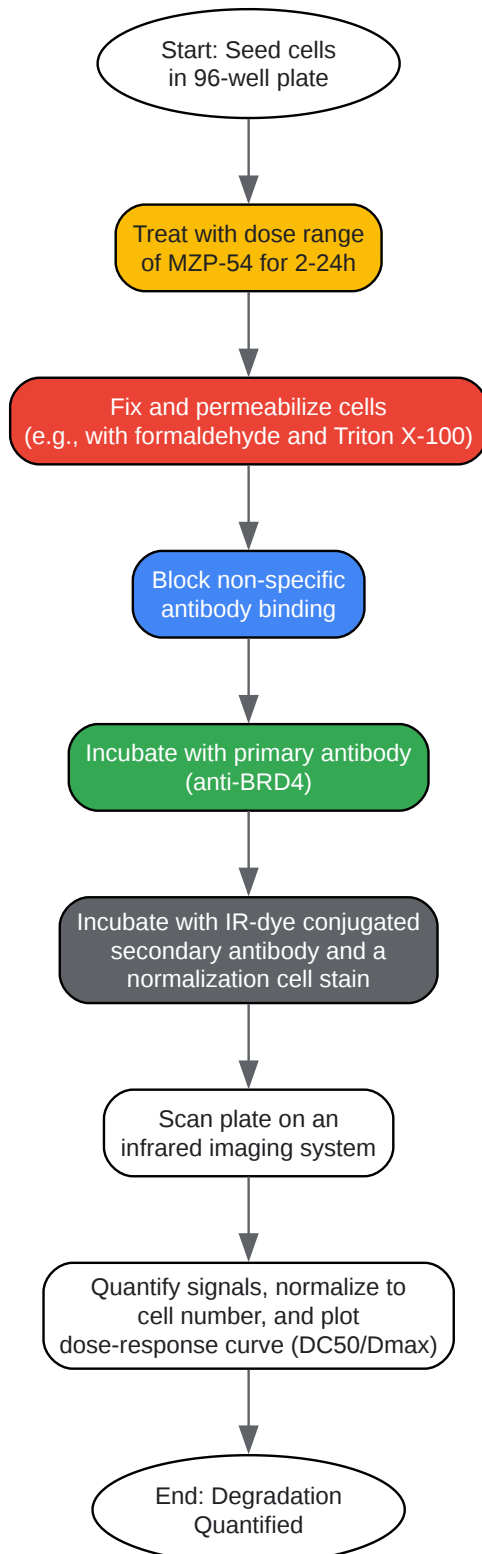 Start: Seed cells
in 96-well plate
Treat with dose range
of MZP-54 for 2-24h
Fix and permeabilize cells
(e.g., with formaldehyde and Triton X-100)
Block non-specific
antibody binding
Incubate with primary antibody
(anti-BRD4)
Incubate with IR-dye conjugated
secondary antibody and a
normalization cell stain
Scan plate on an
infrared imaging system
Quantify signals, normalize to
cell number, and plot
dose-response curve (DC50/Dmax)
End: Degradation
Quantified